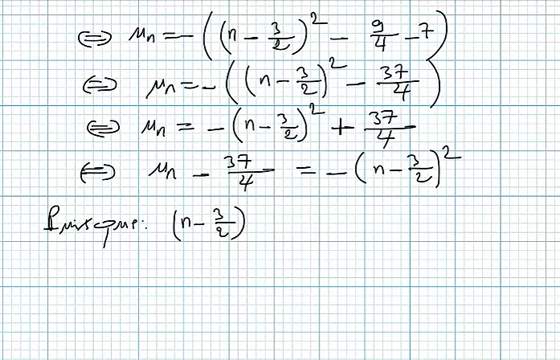 ⇔ Un = -((n - 3/2)² - 9/4 - 7)
⇔ Un = -((n - 3/2)² - 37/4)
⇔ Un = -(n - 3/2)² + 37/4
⇔ Un - 37/4 = -(n - 3/2)²
Puisque: (n - 3/2)